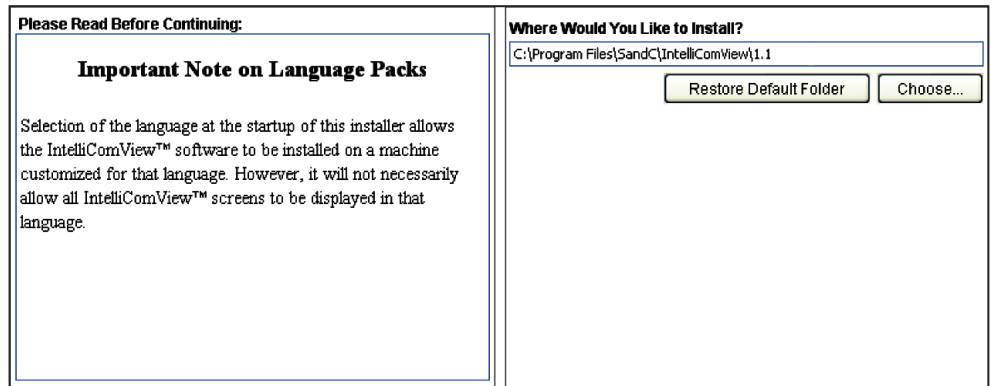 Please Read Before Continuing:
Important Note on Language Packs
Selection of the language at the startup of this installer allows
the IntelliComView™ software to be installed on a machine
customized for that language. However, it will not necessarily
allow all IntelliComView™ screens to be displayed in that
language.
Where Would You Like to Install?
C:\Program Files\SandC\IntelliComView\1.1
Restore Default Folder
Choose...